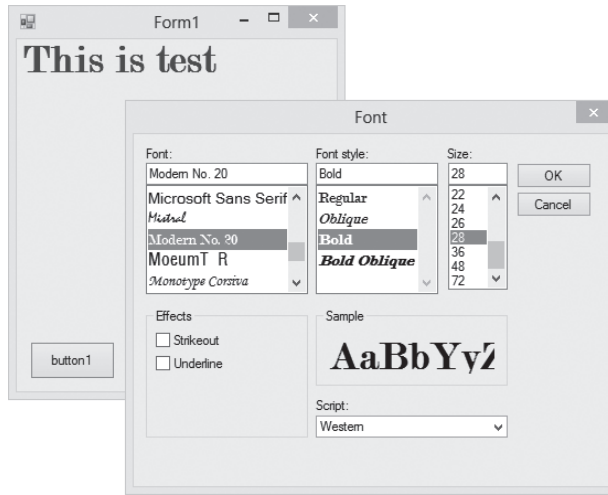 Form1
This is test
button1
Font
Font:
Modern No. 20
Microsoft Sans Serif
Mistral
Modern No. 20
MoeumT R
Monotype Corsiva
Font style:
Bold
Regular
Oblique
Bold
Bold Oblique
Size:
28
22
24
26
28
36
48
72
OK
Cancel
Effects
Strikeout
Underline
Sample
AaBbYyZ
Script:
Western